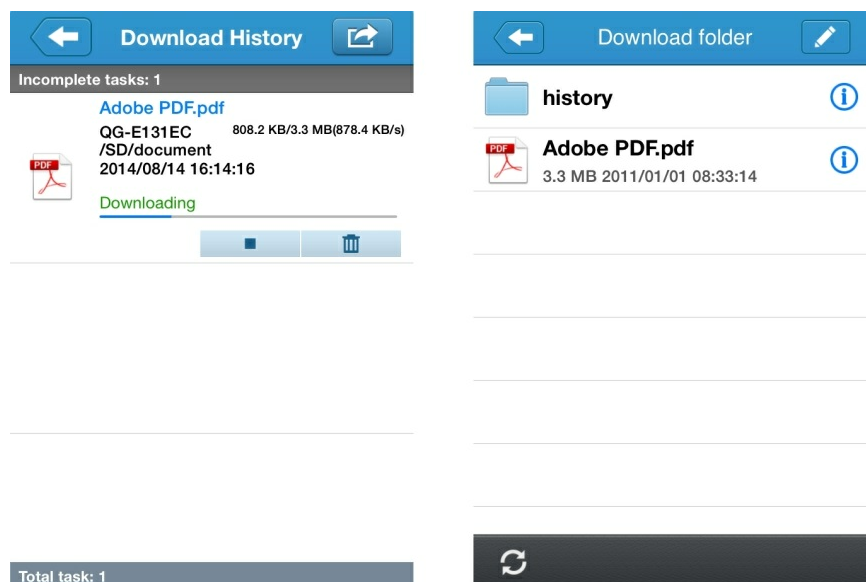 Download History
Incomplete tasks: 1
Adobe PDF.pdf
QG-E131EC 808.2 KB/3.3 MB(878.4 KB/s)
/SD/document
2014/08/14 16:14:16
PDF
Downloading
Total task: 1
Download folder
history
PDF
Adobe PDF.pdf
3.3 MB 2011/01/01 08:33:14